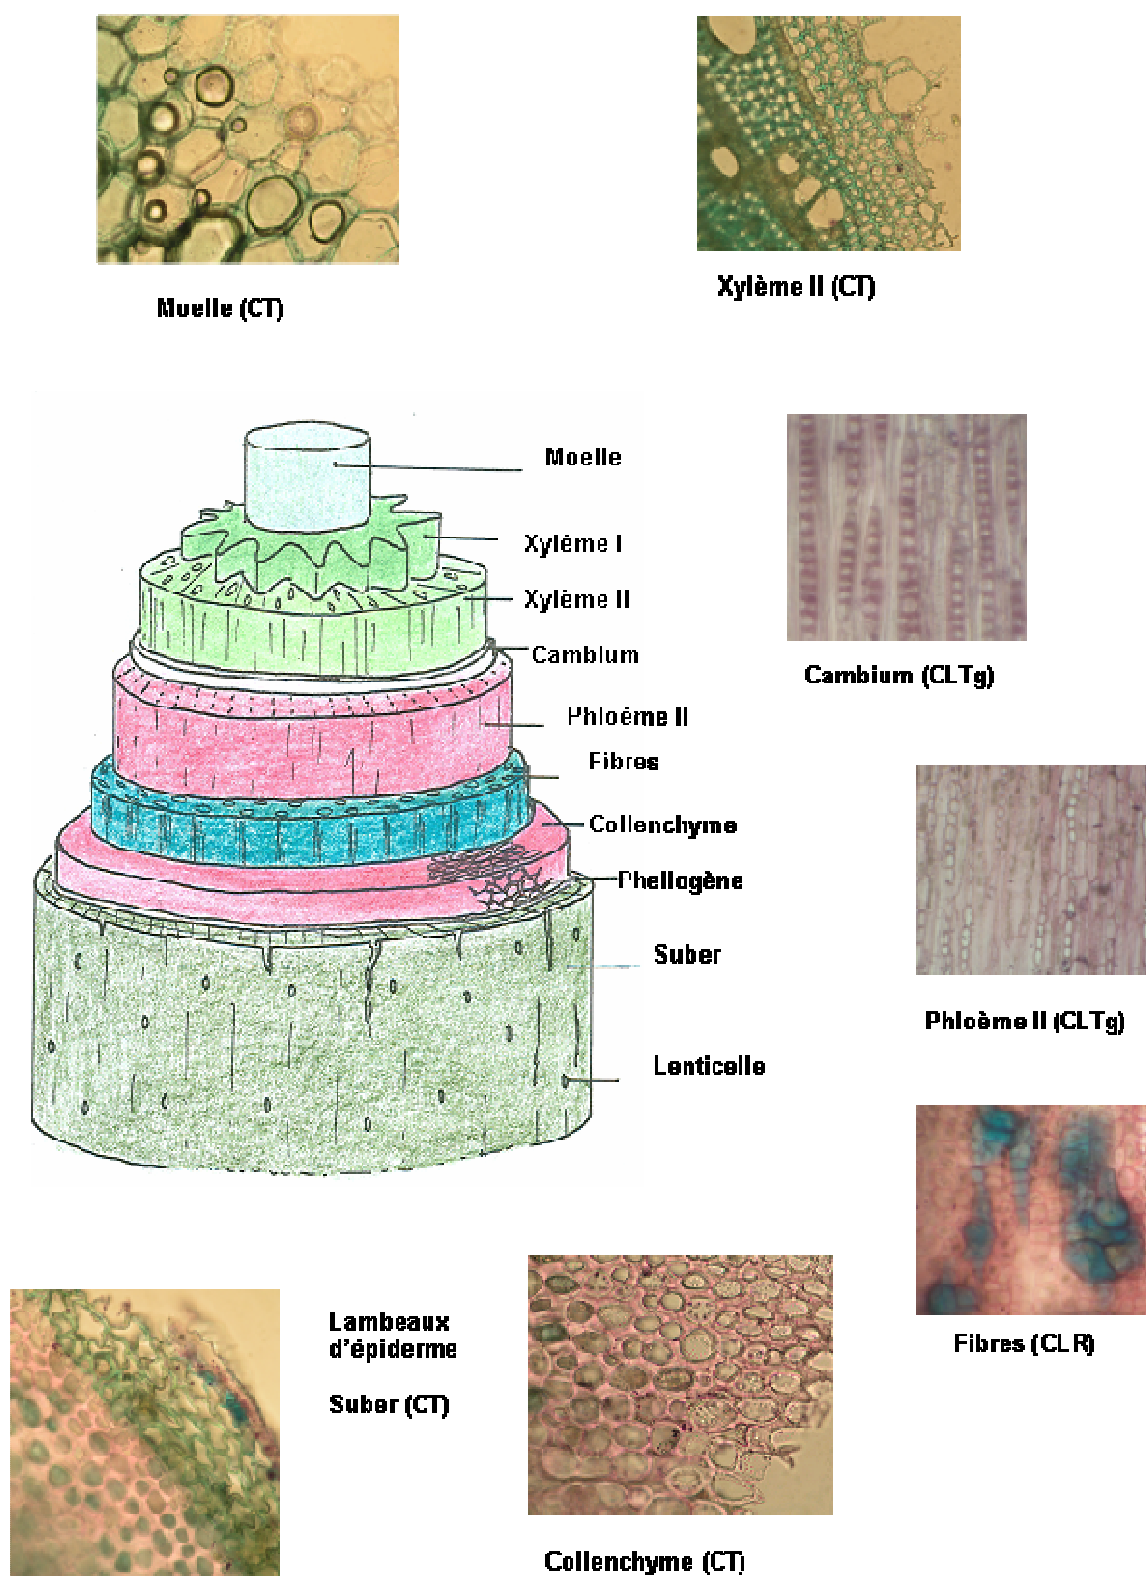 Moelle (CT)
Xylème II (CT)
Moelle
Xylème I
Xylème II
Cambium
Phloème II
Fibres
Collenchyme
Phellogène
Suber
Lenticelle
Cambium (CLTg)
Phloème II (CLTg)
Fibres (CLR)
Lambeaux
d'épiderme
Suber (CT)
Collenchyme (CT)